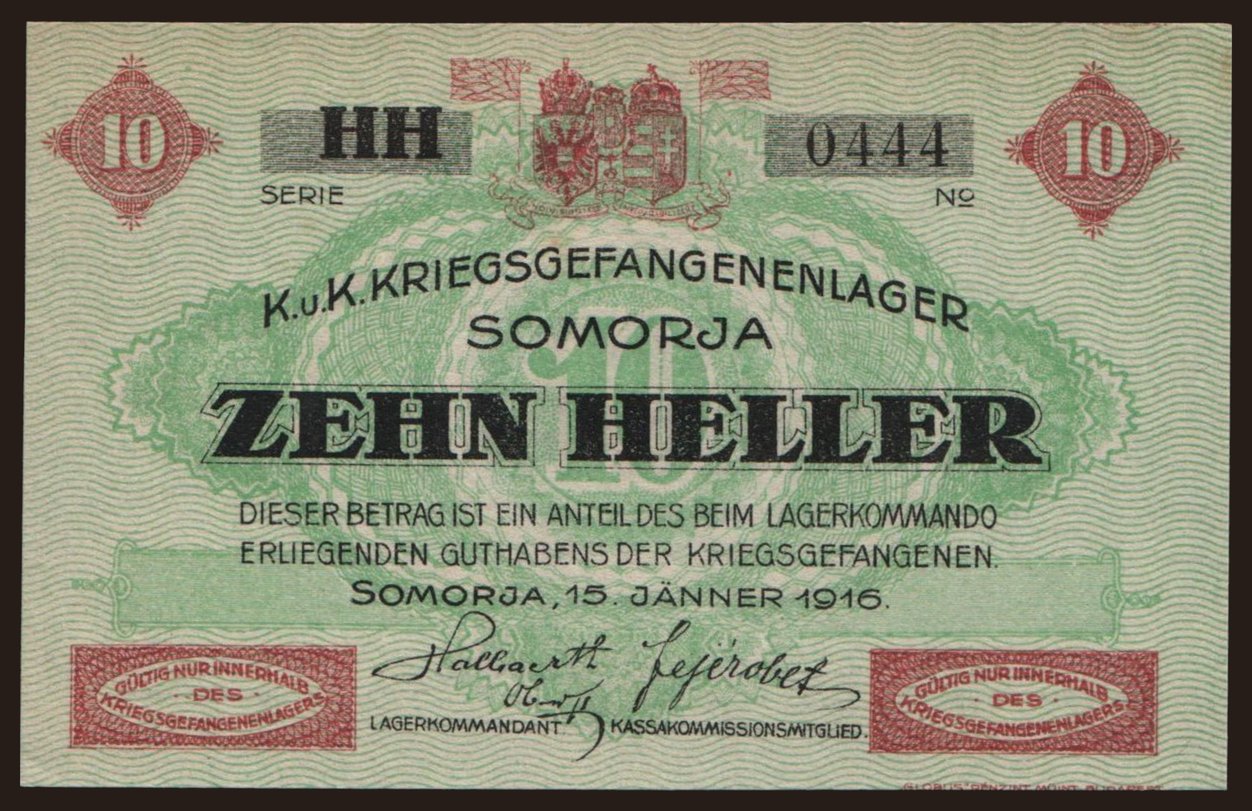 10
HH
0444
10
SERIE
No
K.u.K. KRIEGSGEFANGENENLAGER
SOMORJA
10
ZEHN HELLER
DIESER BETRAG IST EIN ANTEIL DES BEIM LAGERKOMMANDO
ERLIEGENDEN GUTHABENS DER KRIEGSGEFANGENEN.
SOMORJA, 15. JÄNNER 1916.
GÜLTIG NUR INNERHALB
· DES ·
KRIEGSGEFANGENENLAGERS
LAGERKOMMANDANT
KASSAKOMMISSIONSMITGLIED.
GÜLTIG NUR INNERHALB
· DES ·
KRIEGSGEFANGENENLAGERS